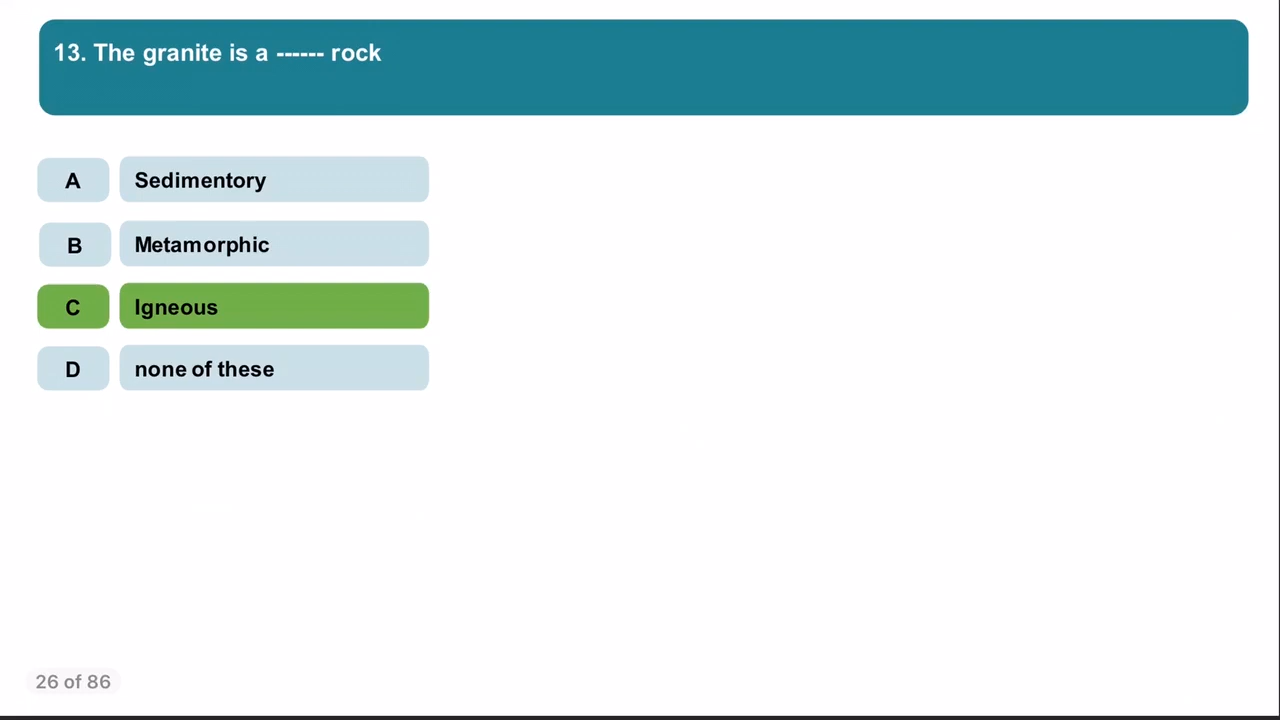 13. The granite is a ------ rock
A Sedimentory
B Metamorphic
C Igneous
D none of these
26 of 86